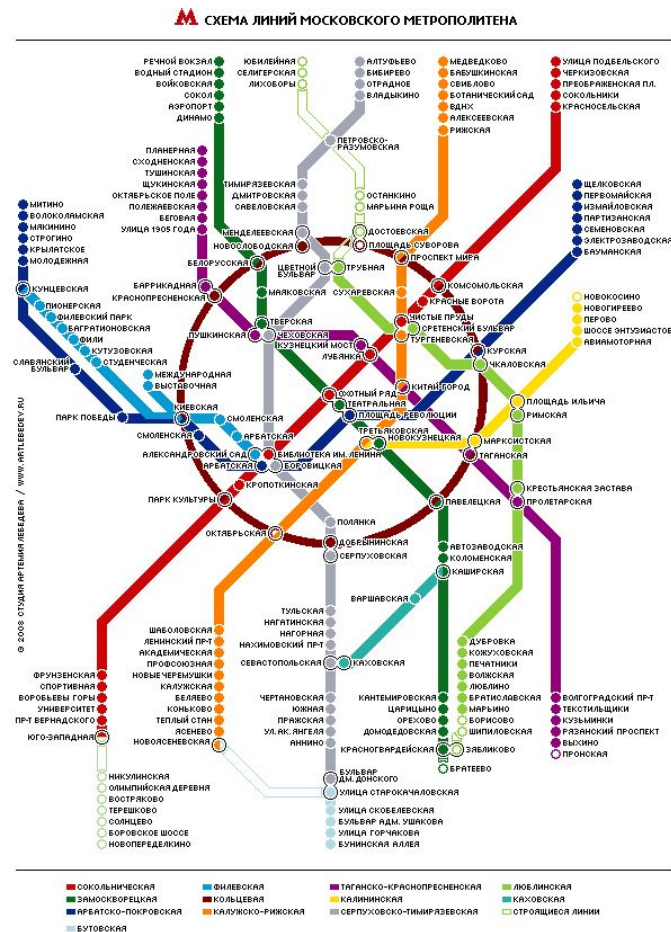 СХЕМА ЛИНИЙ МОСКОВСКОГО МЕТРОПОЛИТЕНА
РЕЧНОЙ ВОКЗАЛ
ВОДНЫЙ СТАДИОН
ВОЙКОВСКАЯ
СОКОЛ
АЭРОПОРТ
ДИНАМО
ЮБИЛЕЙНАЯ
СЕЛИГЕРСКАЯ
ЛИХОБОРЫ
АЛТУФЬЕВО
БИБИРЕВО
ОТРАДНОЕ
ВЛАДЫКИНО
МЕДВЕДКОВО
БАБУШКИНСКАЯ
СВИБЛОВО
БОТАНИЧЕСКИЙ САД
ВДНХ
АЛЕКСЕЕВСКАЯ
РИЖСКАЯ
УЛИЦА ПОДБЕЛЬСКОГО
ЧЕРКИЗОВСКАЯ
ПРЕОБРАЖЕНСКАЯ ПЛ.
СОКОЛЬНИКИ
КРАСНОСЕЛЬСКАЯ
ПЕТРОВСКО-
РАЗУМОВСКАЯ
ПЛАНЕРНАЯ
СХОДНЕНСКАЯ
ТУШИНСКАЯ
ЩУКИНСКАЯ
ОКТЯБРЬСКОЕ ПОЛЕ
ПОЛЕЖАЕВСКАЯ
БЕГОВАЯ
УЛИЦА 1905 ГОДА
ТИМИРЯЗЕВСКАЯ
ДМИТРОВСКАЯ
САВЕЛОВСКАЯ
ОСТАНКИНО
МАРЬИНА РОЩА
ЩЕЛКОВСКАЯ
ПЕРВОМАЙСКАЯ
ИЗМАЙЛОВСКАЯ
ПАРТИЗАНСКАЯ
СЕМЕНОВСКАЯ
ЭЛЕКТРОЗАВОДСКАЯ
БАУМАНСКАЯ
МИТИНО
ВОЛОКОЛАМСКАЯ
МЯКИНИНО
СТРОГИНО
КРЫЛАТСКОЕ
МОЛОДЕЖНАЯ
МЕНДЕЛЕЕВСКАЯ
НОВОСЛОБОДСКАЯ
ДОСТОЕВСКАЯ
ПЛОЩАДЬ СУВОРОВА
БЕЛОРУССКАЯ
ЦВЕТНОЙ
БУЛЬВАР
ТРУБНАЯ
ПРОСПЕКТ МИРА
КУНЦЕВСКАЯ
БАРРИКАДНАЯ
КРАСНОПРЕСНЕНСКАЯ
МАЯКОВСКАЯ
СУХАРЕВСКАЯ
КОМСОМОЛЬСКАЯ
КРАСНЫЕ ВОРОТА
НОВОКОСИНО
НОВОГИРЕЕВО
ПЕРОВО
ШОССЕ ЭНТУЗИАСТОВ
АВИАМОТОРНАЯ
ПИОНЕРСКАЯ
ФИЛЕВСКИЙ ПАРК
БАГРАТИОНОВСКАЯ
ФИЛИ
КУТУЗОВСКАЯ
СТУДЕНЧЕСКАЯ
СЛАВЯНСКИЙ
БУЛЬВАР
ТВЕРСКАЯ
ПУШКИНСКАЯ
ЧЕХОВСКАЯ
КУЗНЕЦКИЙ МОСТ
ЛУБЯНКА
ЧИСТЫЕ ПРУДЫ
СРЕТЕНСКИЙ БУЛЬВАР
ТУРГЕНЕВСКАЯ
КУРСКАЯ
ЧКАЛОВСКАЯ
МЕЖДУНАРОДНАЯ
ВЫСТАВОЧНАЯ
ОХОТНЫЙ РЯД
ТЕАТРАЛЬНАЯ
ПЛОЩАДЬ РЕВОЛЮЦИИ
КИТАЙ-ГОРОД
ПЛОЩАДЬ ИЛЬИЧА
РИМСКАЯ
ПАРК ПОБЕДЫ
КИЕВСКАЯ
СМОЛЕНСКАЯ
СМОЛЕНСКАЯ
АРБАТСКАЯ
АЛЕКСАНДРОВСКИЙ САД
АРБАТСКАЯ
БИБЛИОТЕКА ИМ. ЛЕНИНА
БОРОВИЦКАЯ
ТРЕТЬЯКОВСКАЯ
НОВОКУЗНЕЦКАЯ
МАРКСИСТСКАЯ
ТАГАНСКАЯ
КРОПОТКИНСКАЯ
ПАРК КУЛЬТУРЫ
КРЕСТЬЯНСКАЯ ЗАСТАВА
ПРОЛЕТАРСКАЯ
ПАВЕЛЕЦКАЯ
ОКТЯБРЬСКАЯ
ПОЛЯНКА
ДОБРЫНИНСКАЯ
СЕРПУХОВСКАЯ
АВТОЗАВОДСКАЯ
КОЛОМЕНСКАЯ
КАШИРСКАЯ
ВАРШАВСКАЯ
ТУЛЬСКАЯ
НАГАТИНСКАЯ
НАГОРНАЯ
НАХИМОВСКИЙ ПР-Т
СЕВАСТОПОЛЬСКАЯ
КАХОВСКАЯ
ШАБОЛОВСКАЯ
ЛЕНИНСКИЙ ПР-Т
АКАДЕМИЧЕСКАЯ
ПРОФСОЮЗНАЯ
НОВЫЕ ЧЕРЕМУШКИ
КАЛУЖСКАЯ
БЕЛЯЕВО
КОНЬКОВО
ТЕПЛЫЙ СТАН
ЯСЕНЕВО
НОВОЯСЕНЕВСКАЯ
ДУБРОВКА
КОЖУХОВСКАЯ
ПЕЧАТНИКИ
ВОЛЖСКАЯ
ЛЮБЛИНО
БРАТИСЛАВСКАЯ
МАРЬИНО
БОРИСОВО
ШИПИЛОВСКАЯ
ЗЯБЛИКОВО
ФРУНЗЕНСКАЯ
СПОРТИВНАЯ
ВОРОБЬЕВЫ ГОРЫ
УНИВЕРСИТЕТ
ПР-Т ВЕРНАДСКОГО
ЮГО-ЗАПАДНАЯ
ЧЕРТАНОВСКАЯ
ЮЖНАЯ
ПРАЖСКАЯ
УЛ. АК. ЯНГЕЛЯ
АННИНО
КАНТЕМИРОВСКАЯ
ЦАРИЦЫНО
ОРЕХОВО
ДОМОДЕДОВСКАЯ
КРАСНОГВАРДЕЙСКАЯ
БРАТЕЕВО
ВОЛГОГРАДСКИЙ ПР-Т
ТЕКСТИЛЬЩИКИ
КУЗЬМИНКИ
РЯЗАНСКИЙ ПРОСПЕКТ
ВЫХИНО
ПРОНСКАЯ
НИКУЛИНСКАЯ
ОЛИМПИЙСКАЯ ДЕРЕВНЯ
ВОСТРЯКОВО
ТЕРЕШКОВО
СОЛНЦЕВО
БОРОВСКОЕ ШОССЕ
НОВОПЕРЕДЕЛКИНО
БУЛЬВАР
ДМ. ДОНСКОГО
УЛИЦА СТАРОКАЧАЛОВСКАЯ
УЛИЦА СКОБЕЛЕВСКАЯ
БУЛЬВАР АДМ. УШАКОВА
УЛИЦА ГОРЧАКОВА
БУНИНСКАЯ АЛЛЕЯ
© 2008 СТУДИЯ АРТЕМИЯ ЛЕБЕДЕВА / WWW.ARTLEBEDEV.RU
СОКОЛЬНИЧЕСКАЯ
ФИЛЕВСКАЯ
ТАГАНСКО-КРАСНОПРЕСНЕНСКАЯ
ЛЮБЛИНСКАЯ
ЗАМОСКВОРЕЦКАЯ
КОЛЬЦЕВАЯ
КАЛИНИНСКАЯ
КАХОВСКАЯ
АРБАТСКО-ПОКРОВСКАЯ
КАЛУЖСКО-РИЖСКАЯ
СЕРПУХОВСКО-ТИМИРЯЗЕВСКАЯ
СТРОЯЩИЕСЯ ЛИНИИ
БУТОВСКАЯ